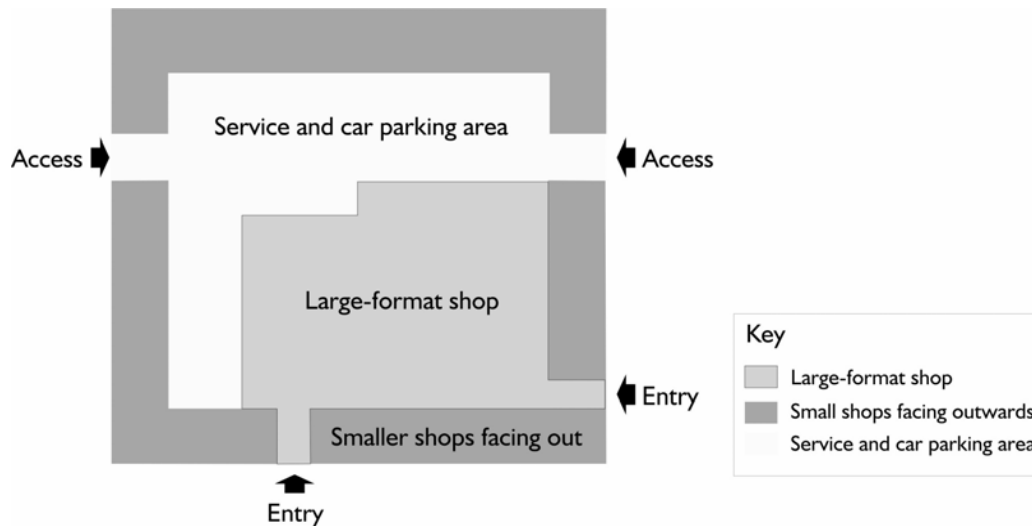 Service and car parking area
Access
Access
Large-format shop
Key
Large-format shop
Entry
Small shops facing outwards
Smaller shops facing out
Service and car parking area
Entry